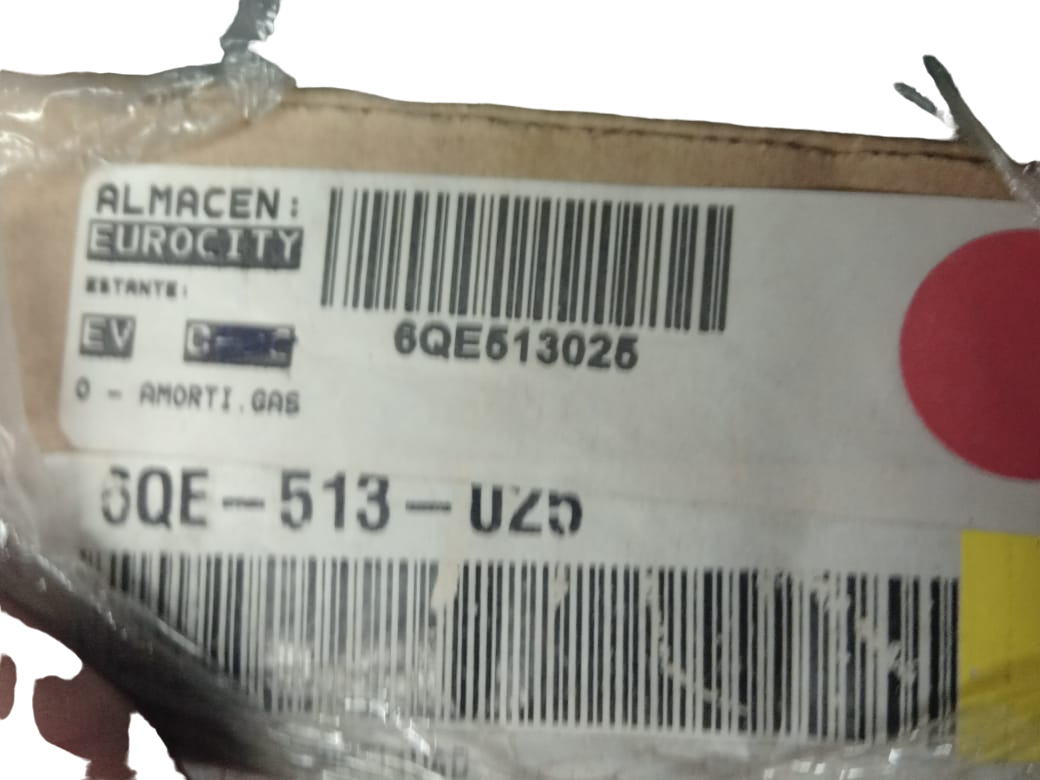 ALMACEN:
EUROCITY
ESTANTE:
EV
6QE513025
0 - AMORTI.GAS
6QE-513-025